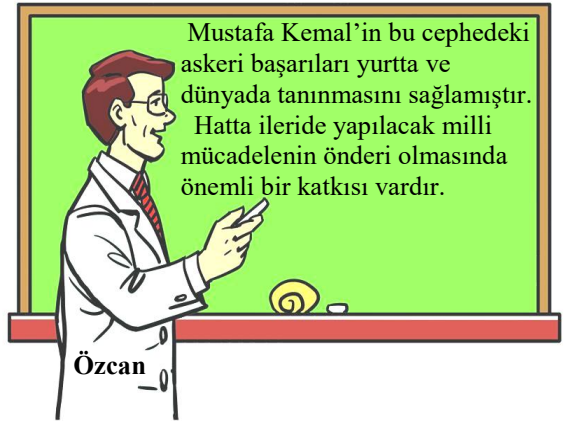 Mustafa Kemal’in bu cephedeki
askeri başarıları yurtta ve
dünyada tanınmasını sağlamıştır.
Hatta ileride yapılacak milli
mücadelenin önderi olmasında
önemli bir katkısı vardır.
Özcan